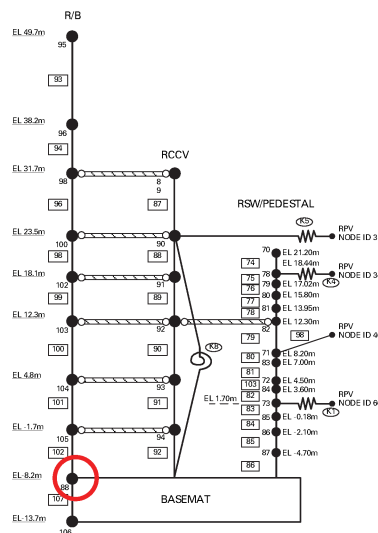 R/B
EL 49.7m
95
93
EL 38.2m
96
94
RCCV
EL 31.7m
98
8
9
96
87
RSW/PEDESTAL
K5
EL 23.5m
100
90
RPV
NODE ID 3
70
EL 21.20m
98
88
74
EL 18.44m
78
RPV
NODE ID 3
K4
EL 18.1m
102
91
75
79
EL 17.02m
76
99
89
80
EL 15.80m
77
81
EL 13.95m
78
EL 12.3m
103
92
82
EL 12.30m
98
RPV
NODE ID 4
79
100
90
K8
71
EL 8.20m
80
83
EL 7.00m
81
EL 4.8m
104
93
72
EL 4.50m
103
84
EL 3.60m
82
101
91
EL 1.70m
73
RPV
NODE ID 6
K1
83
85
EL -0.18m
84
EL -1.7m
105
94
86
EL -2.10m
85
102
92
87
EL -4.70m
86
EL-8.2m
88
107
BASEMAT
EL-13.7m
106